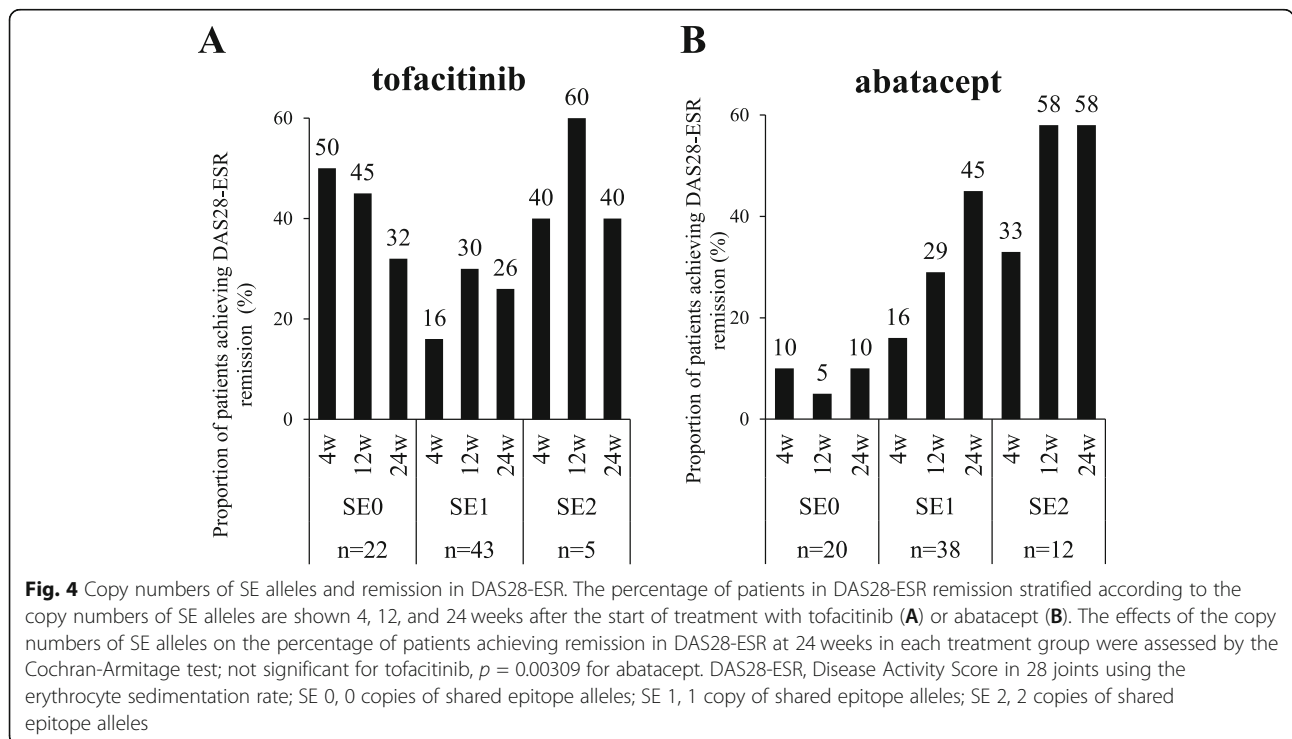 A
tofacitinib
Proportion of patients achieving DAS28-ESR
remission (%)
60
40
20
0
50
45
32
16
30
26
40
60
40
4w
12w
24w
4w
12w
24w
4w
12w
24w
SE0
SE1
SE2
n=22
n=43
n=5
B
abatacept
Proportion of patients achieving DAS28-ESR
remission (%)
60
40
20
0
10
5
10
16
29
45
33
58
58
4w
12w
24w
4w
12w
24w
4w
12w
24w
SE0
SE1
SE2
n=20
n=38
n=12
Fig. 4 Copy numbers of SE alleles and remission in DAS28-ESR. The percentage of patients in DAS28-ESR remission stratified according to the
copy numbers of SE alleles are shown 4, 12, and 24 weeks after the start of treatment with tofacitinib (A) or abatacept (B). The effects of the copy
numbers of SE alleles on the percentage of patients achieving remission in DAS28-ESR at 24 weeks in each treatment group were assessed by the
Cochran-Armitage test; not significant for tofacitinib, p = 0.00309 for abatacept. DAS28-ESR, Disease Activity Score in 28 joints using the
erythrocyte sedimentation rate; SE 0, 0 copies of shared epitope alleles; SE 1, 1 copy of shared epitope alleles; SE 2, 2 copies of shared
epitope alleles